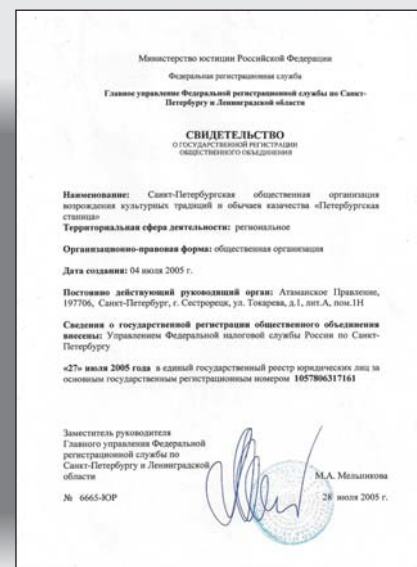 Министерство юстиции Российской Федерации
Федеральная регистрационная служба
Главное управление Федеральной регистрационной службы по Санкт-
Петербургу и Ленинградской области
СВИДЕТЕЛЬСТВО
О ГОСУДАРСТВЕННОЙ РЕГИСТРАЦИИ
ОБЩЕСТВЕННОГО ОБЪЕДИНЕНИЯ
Наименование: Санкт-Петербургская общественная организация
возрождения культурных традиций и обычаев казачества «Петербургская
станица»
Территориальная сфера деятельности: региональное
Организационно-правовая форма: общественная организация
Дата создания: 04 июля 2005 г.
Постоянно действующий руководящий орган: Атаманское Правление,
197706, Санкт-Петербург, г. Сестрорецк, ул. Токарева, д.1, лит.А, пом.1Н
Сведения о государственной регистрации общественного объединения
внесены: Управлением Федеральной налоговой службы России по Санкт-
Петербургу
«27» июля 2005 года в единый государственный реестр юридических лиц за
основным государственным регистрационным номером 1057806317161
Заместитель руководителя
Главного управления Федеральной
регистрационной службы по
Санкт-Петербургу и Ленинградской
области
М.А. Мельникова
№ 6665-ЮР
28 июля 2005 г.